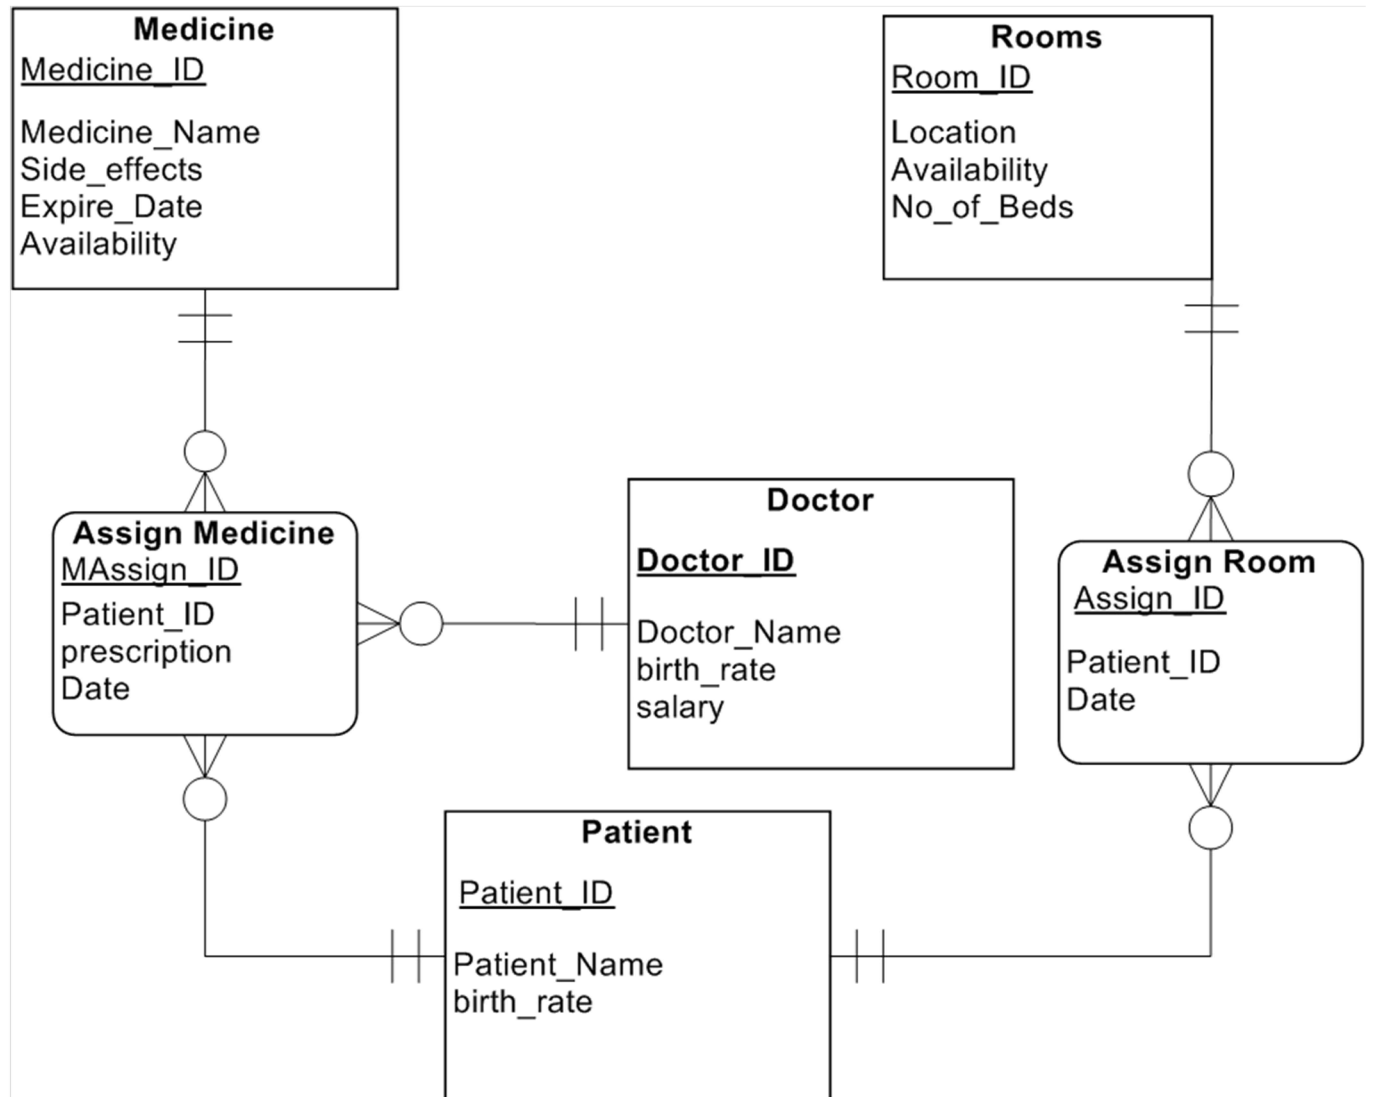 Medicine
Medicine_ID
Medicine_Name
Side_effects
Expire_Date
Availability
Rooms
Room_ID
Location
Availability
No_of_Beds
Assign Medicine
MAssign_ID
Patient_ID
prescription
Date
Doctor
Doctor_ID
Doctor_Name
birth_rate
salary
Assign Room
Assign_ID
Patient_ID
Date
Patient
Patient_ID
Patient_Name
birth_rate